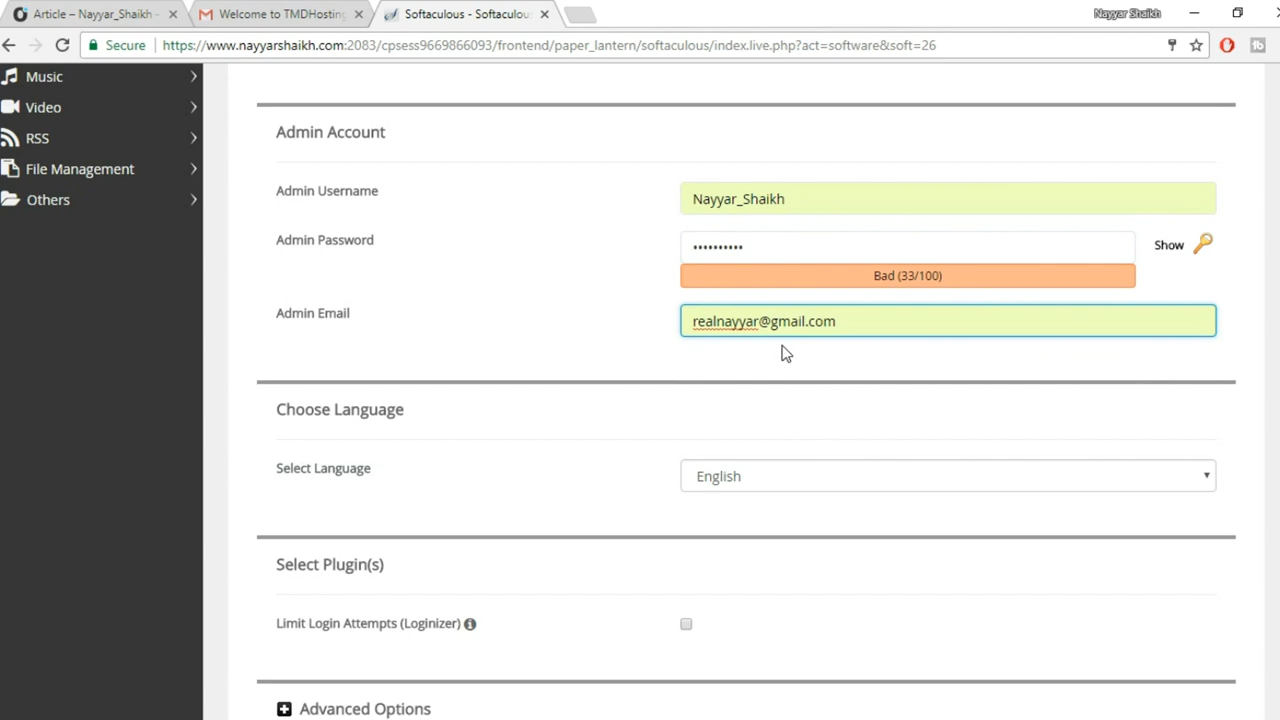 Article – Nayyar_Shaikh -
Welcome to TMDHosting
Softaculous - Softaculou
Nayyar Shaikh
Secure
https://www.nayyarshaikh.com:2083/cpsess9669866093/frontend/paper_lantern/softaculous/index.live.php?act=software&soft=26
Music
Video
RSS
File Management
Others
Admin Account
Admin Username
Nayyar_Shaikh
Admin Password
••••••••••
Show
Bad (33/100)
Admin Email
realnayyar@gmail.com
Choose Language
Select Language
English
Select Plugin(s)
Limit Login Attempts (Loginizer)
Advanced Options